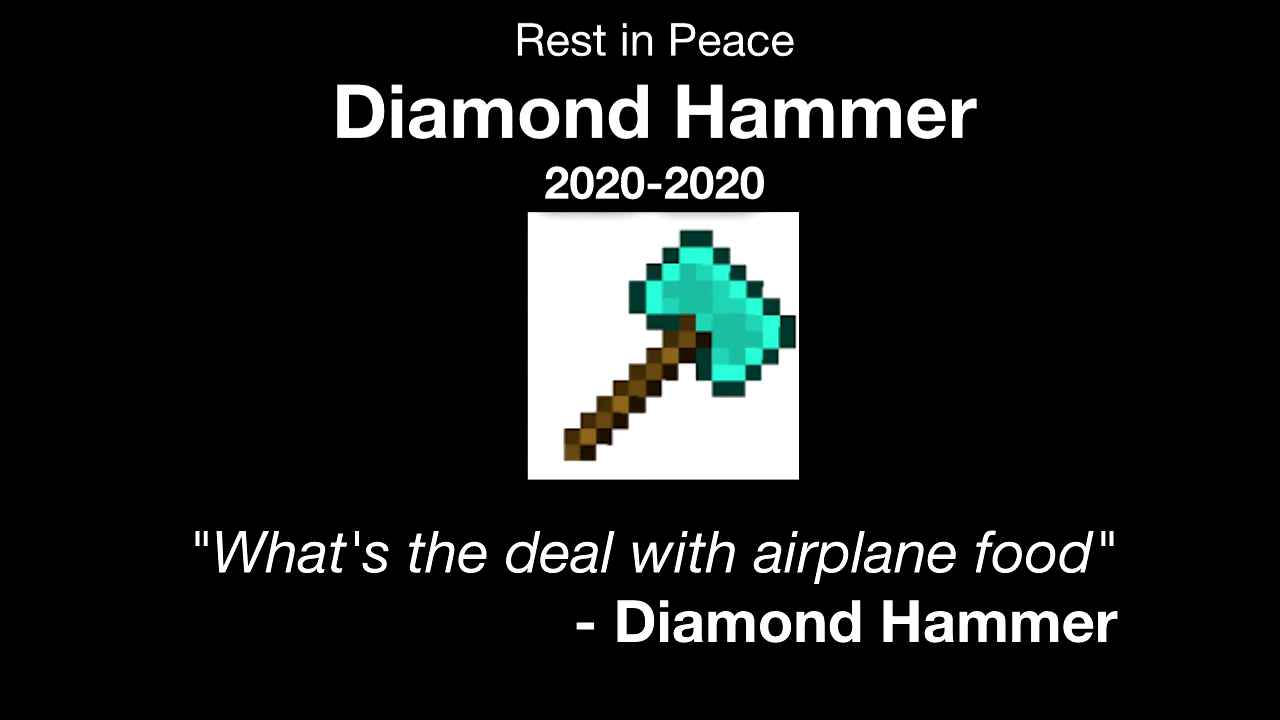 Rest in Peace
Diamond Hammer
2020-2020
"What's the deal with airplane food"
- Diamond Hammer